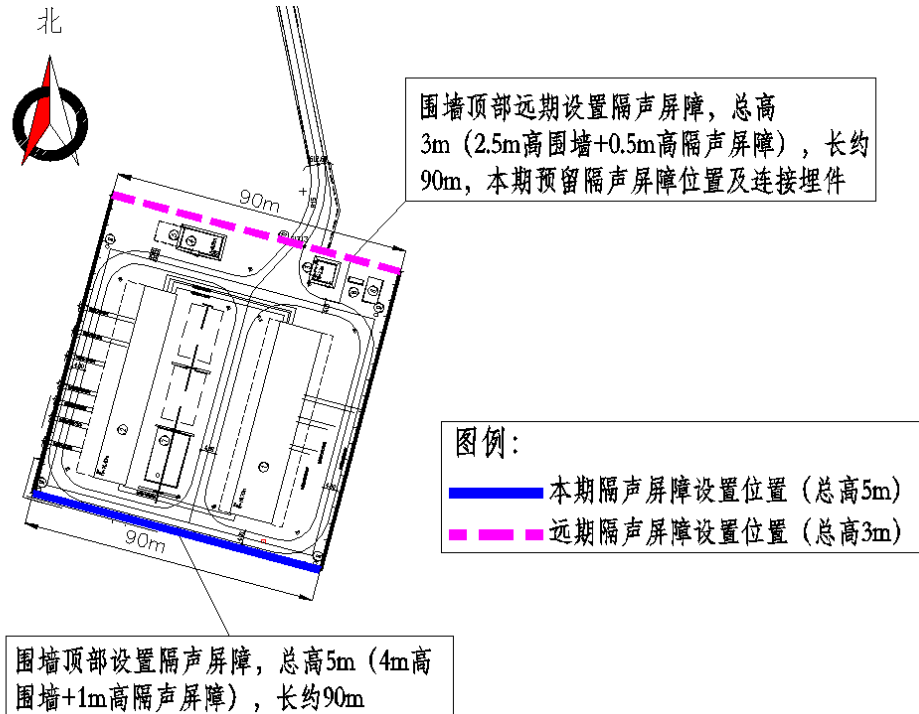 北
围墙顶部远期设置隔声屏障，总高
3m（2.5m高围墙+0.5m高隔声屏障），长约
90m，本期预留隔声屏障位置及连接埋件
90m
图例：
本期隔声屏障设置位置（总高5m）
远期隔声屏障设置位置（总高3m）
90m
围墙顶部设置隔声屏障，总高5m（4m高
围墙+1m高隔声屏障），长约90m